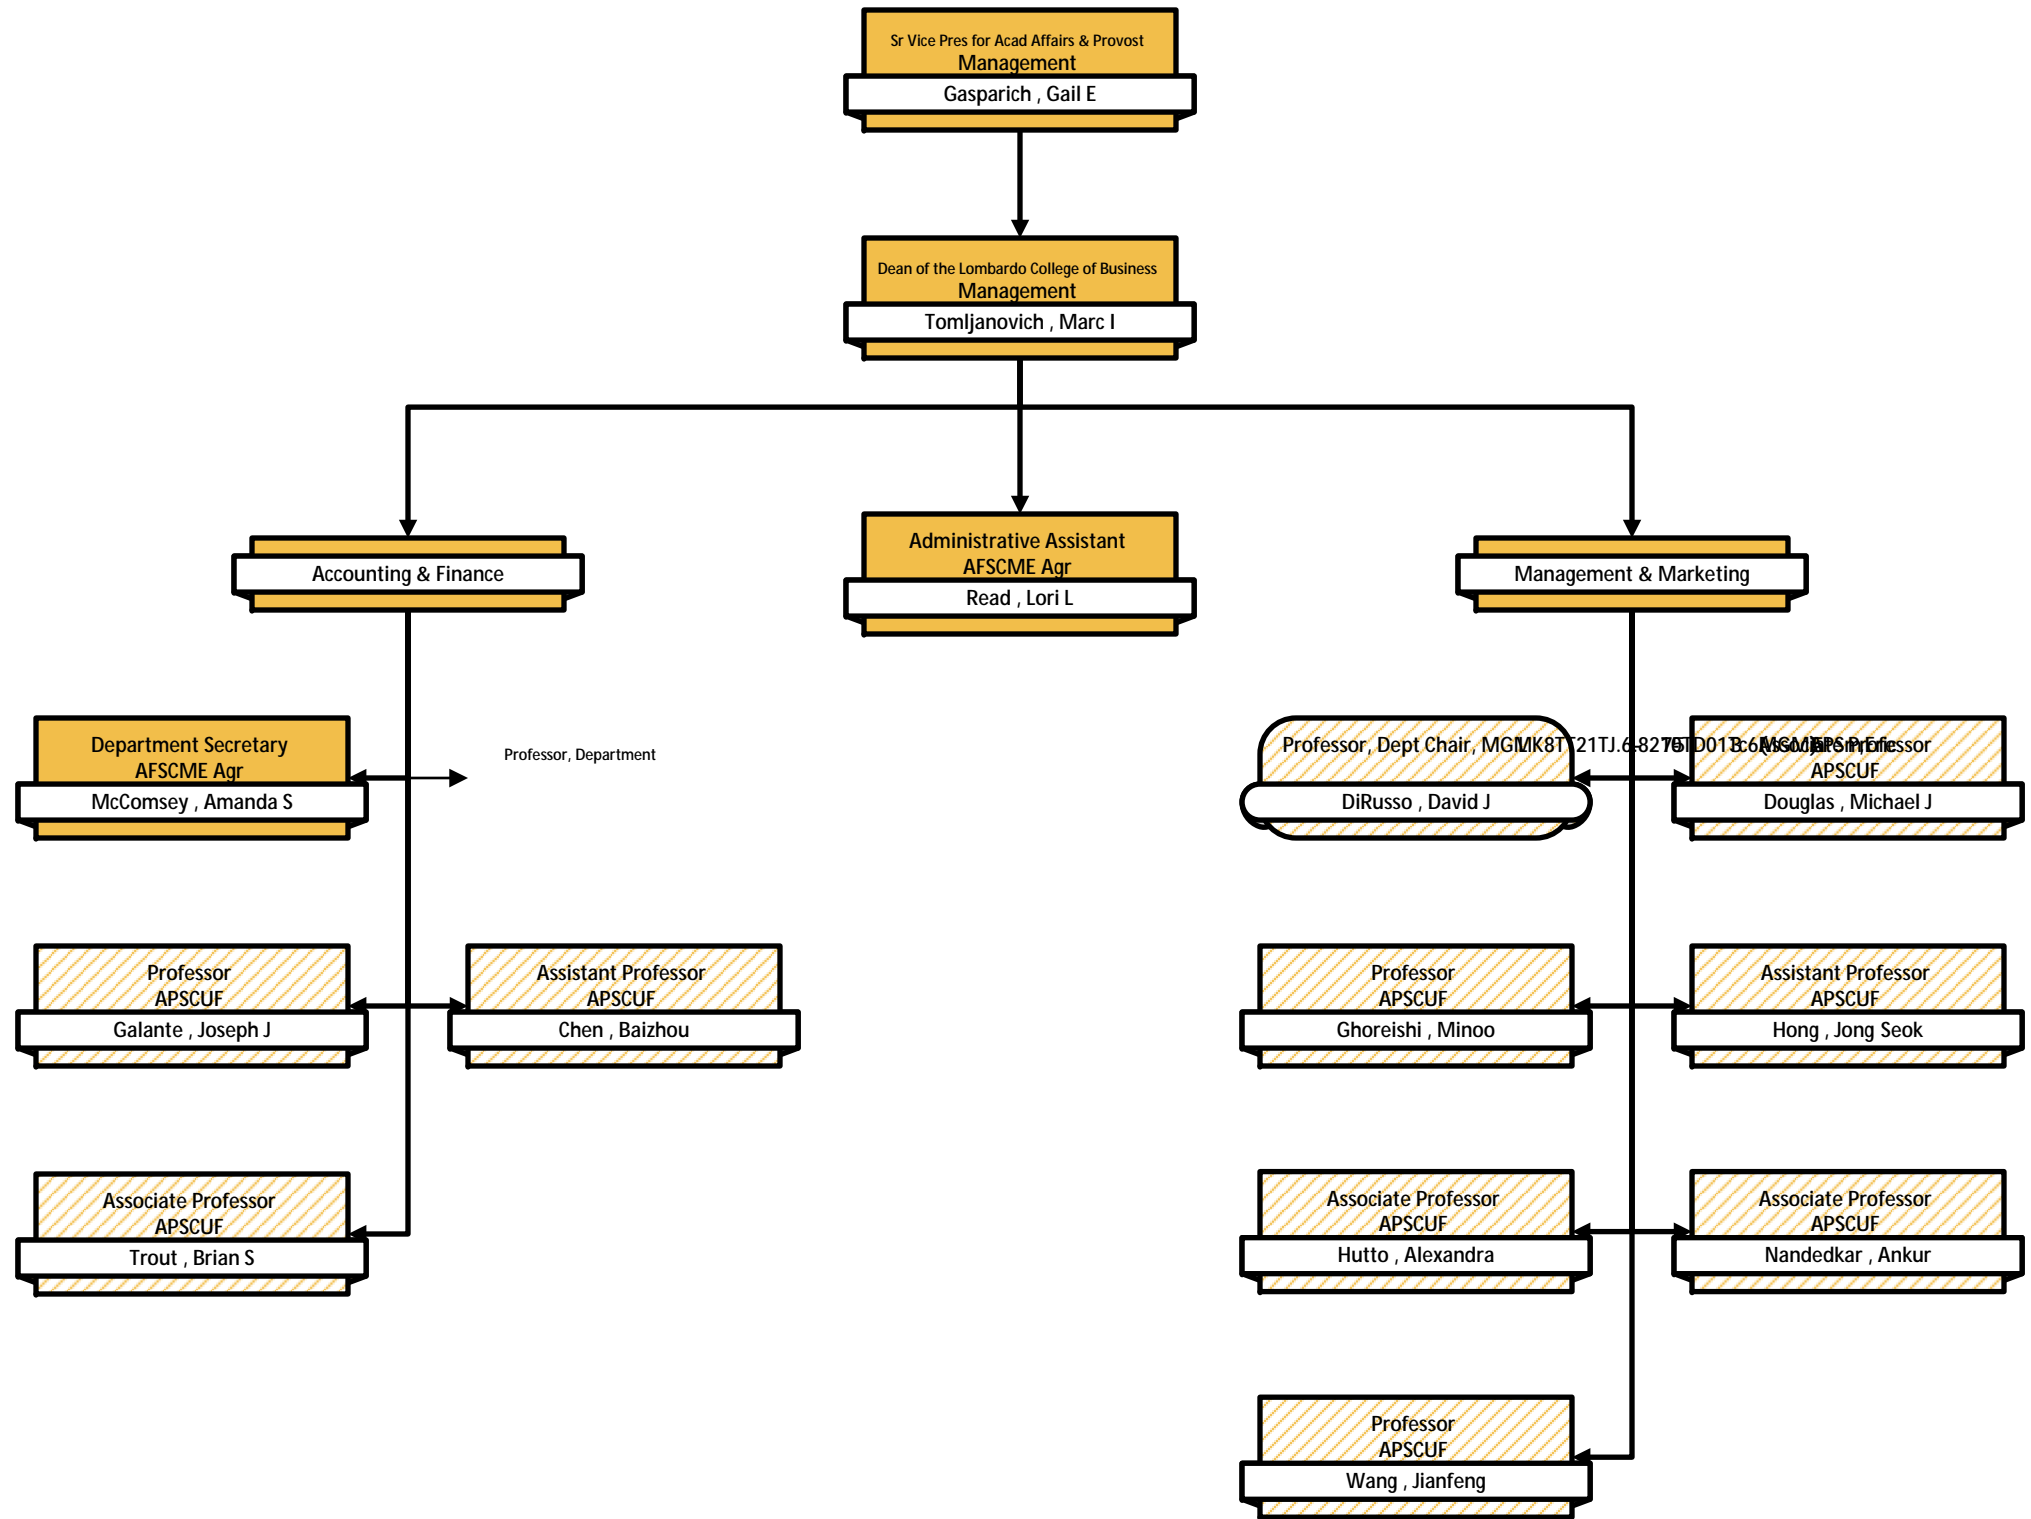 Sr Vice Pres for Acad Affairs & Provost
Management
Gasparich , Gail E
Dean of the Lombardo College of Business
Management
Tomljanovich , Marc I
Accounting & Finance
Administrative Assistant
AFSCME Agr
Read , Lori L
Management & Marketing
Department Secretary
AFSCME Agr
McComsey , Amanda S
Professor, Department
Professor, Dept Chair,
DiRusso , David J
Professor
APSCUF
Douglas , Michael J
Professor
APSCUF
Galante , Joseph J
Assistant Professor
APSCUF
Chen , Baizhou
Professor
APSCUF
Ghoreishi , Minoo
Assistant Professor
APSCUF
Hong , Jong Seok
Associate Professor
APSCUF
Trout , Brian S
Associate Professor
APSCUF
Hutto , Alexandra
Associate Professor
APSCUF
Nandedkar , Ankur
Professor
APSCUF
Wang , Jianfeng